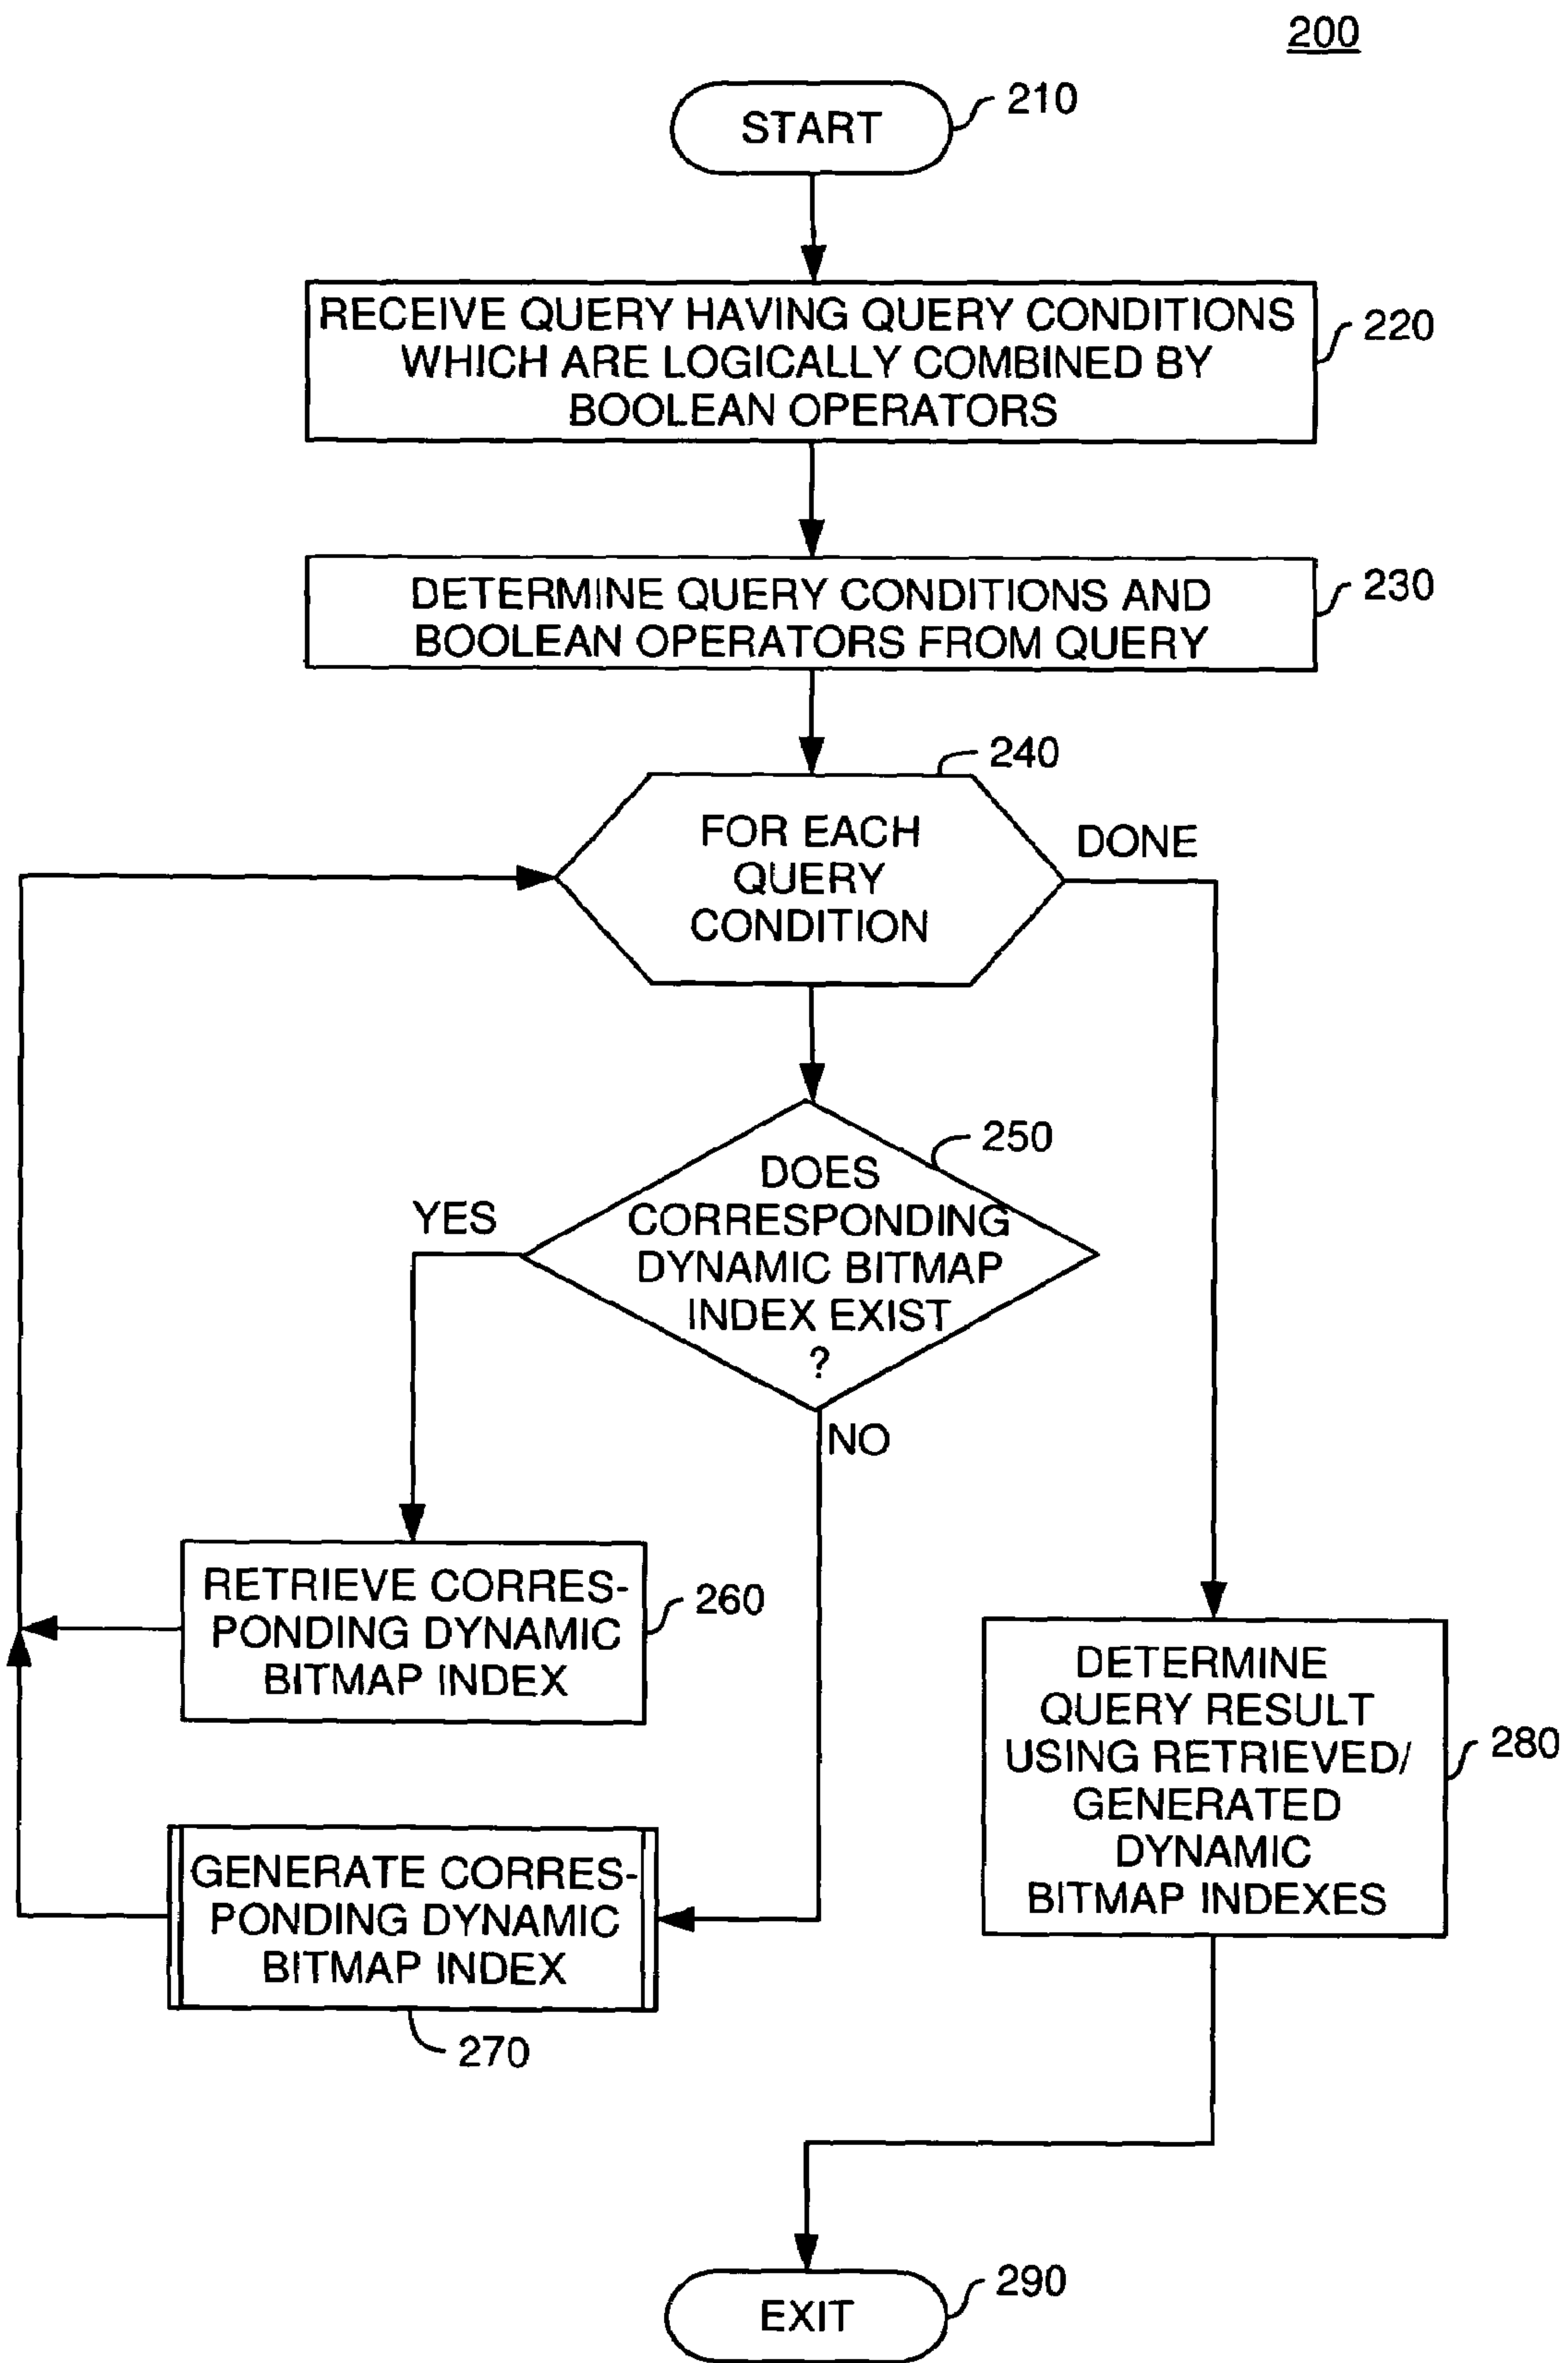 200
START
210
RECEIVE QUERY HAVING QUERY CONDITIONS
WHICH ARE LOGICALLY COMBINED BY
BOOLEAN OPERATORS
220
DETERMINE QUERY CONDITIONS AND
BOOLEAN OPERATORS FROM QUERY
230
240
FOR EACH
QUERY
CONDITION
DONE
250
DOES
CORRESPONDING
DYNAMIC BITMAP
INDEX EXIST
?
YES
NO
RETRIEVE CORRES-
PONDING DYNAMIC
BITMAP INDEX
260
GENERATE CORRES-
PONDING DYNAMIC
BITMAP INDEX
270
DETERMINE
QUERY RESULT
USING RETRIEVED/
GENERATED
DYNAMIC
BITMAP INDEXES
280
EXIT
290